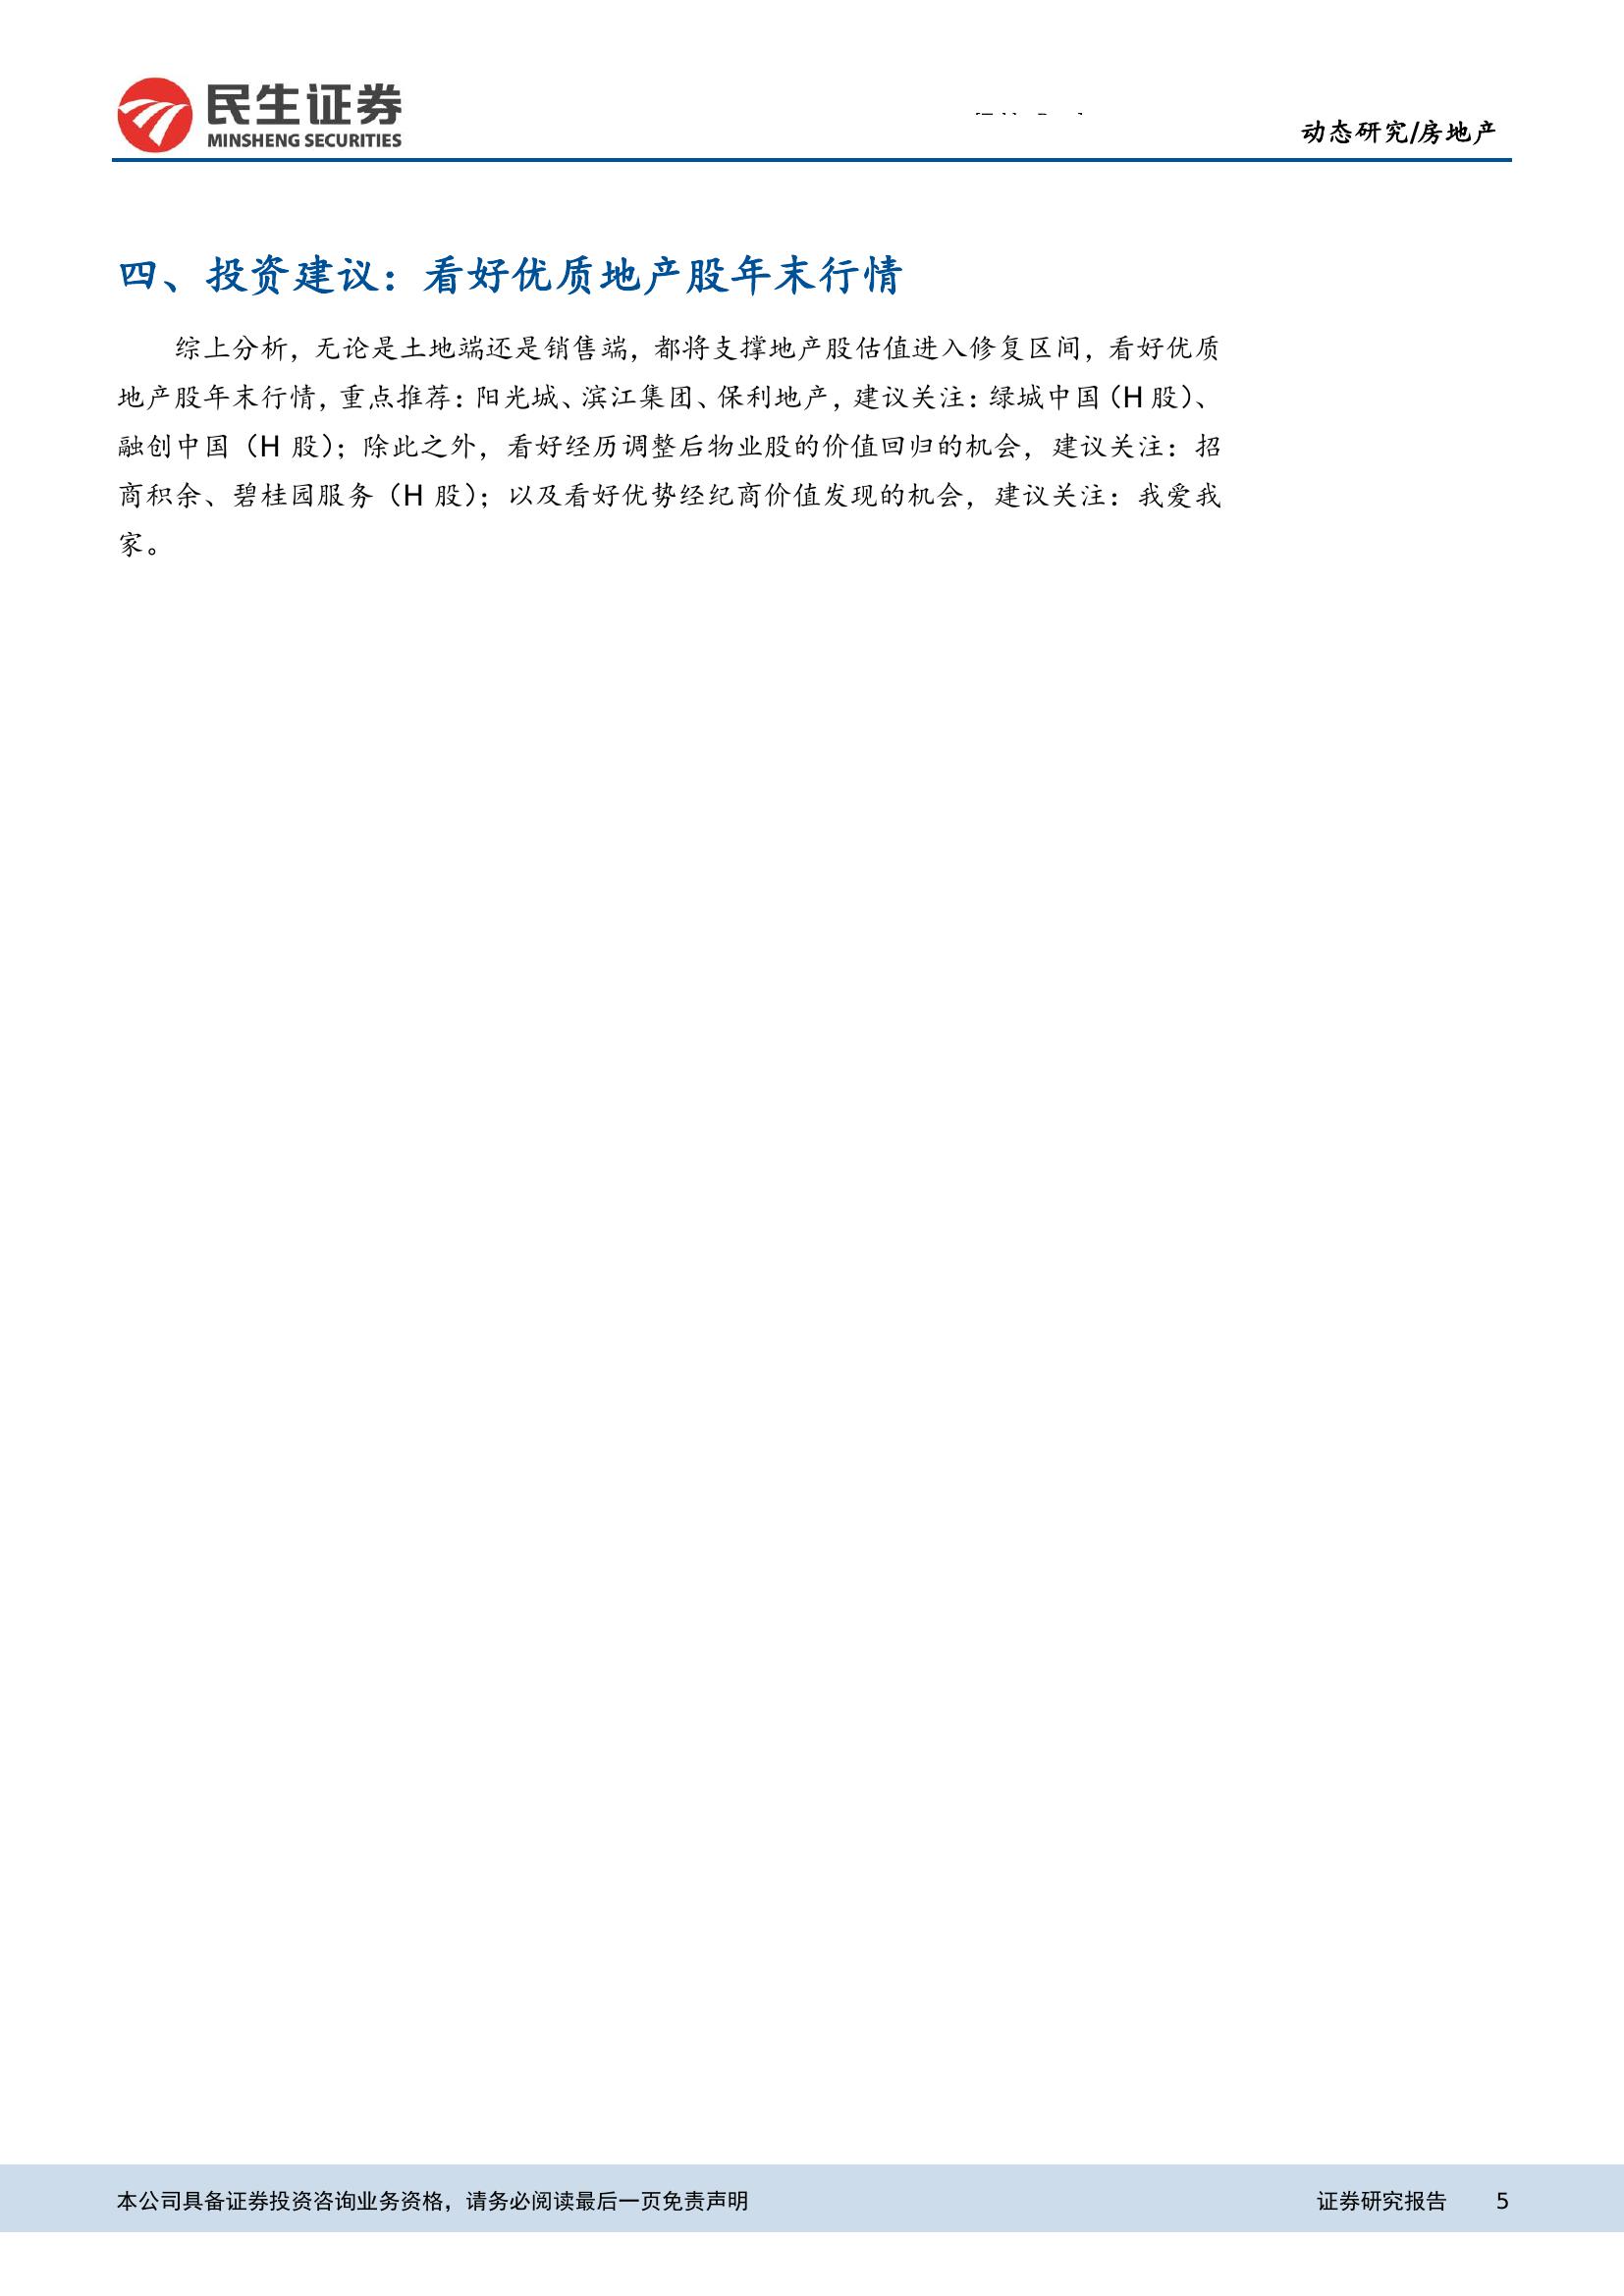 民生证券
MINSHENG SECURITIES
动态研究/房地产
四、投资建议：看好优质地产股年末行情
综上分析，无论是土地端还是销售端，都将支撑地产股估值进入修复区间，看好优质
地产股年末行情，重点推荐：阳光城、滨江集团、保利地产，建议关注：绿城中国（H 股）、
融创中国（H 股）；除此之外，看好经历调整后物业股的价值回归的机会，建议关注：招
商积余、碧桂园服务（H 股）；以及看好优势经纪商价值发现的机会，建议关注：我爱我
家。
本公司具备证券投资咨询业务资格，请务必阅读最后一页免责声明
证券研究报告 5